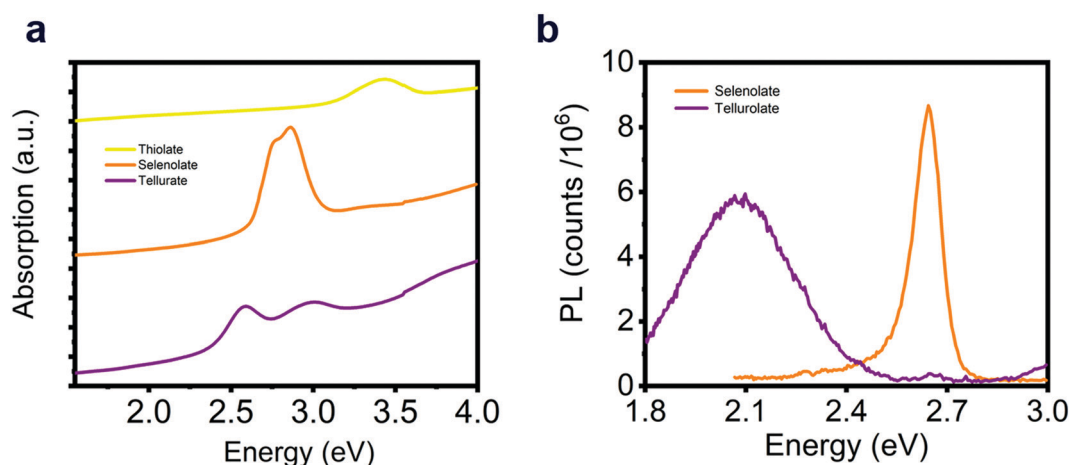 a
Absorption (a.u.)
Thiolate
Selenolate
Tellurate
2.0 2.5 3.0 3.5 4.0
Energy (eV)
b
PL (counts /10⁶)
10
8
6
4
2
0
Selenolate
Tellurolate
1.8 2.1 2.4 2.7 3.0
Energy (eV)